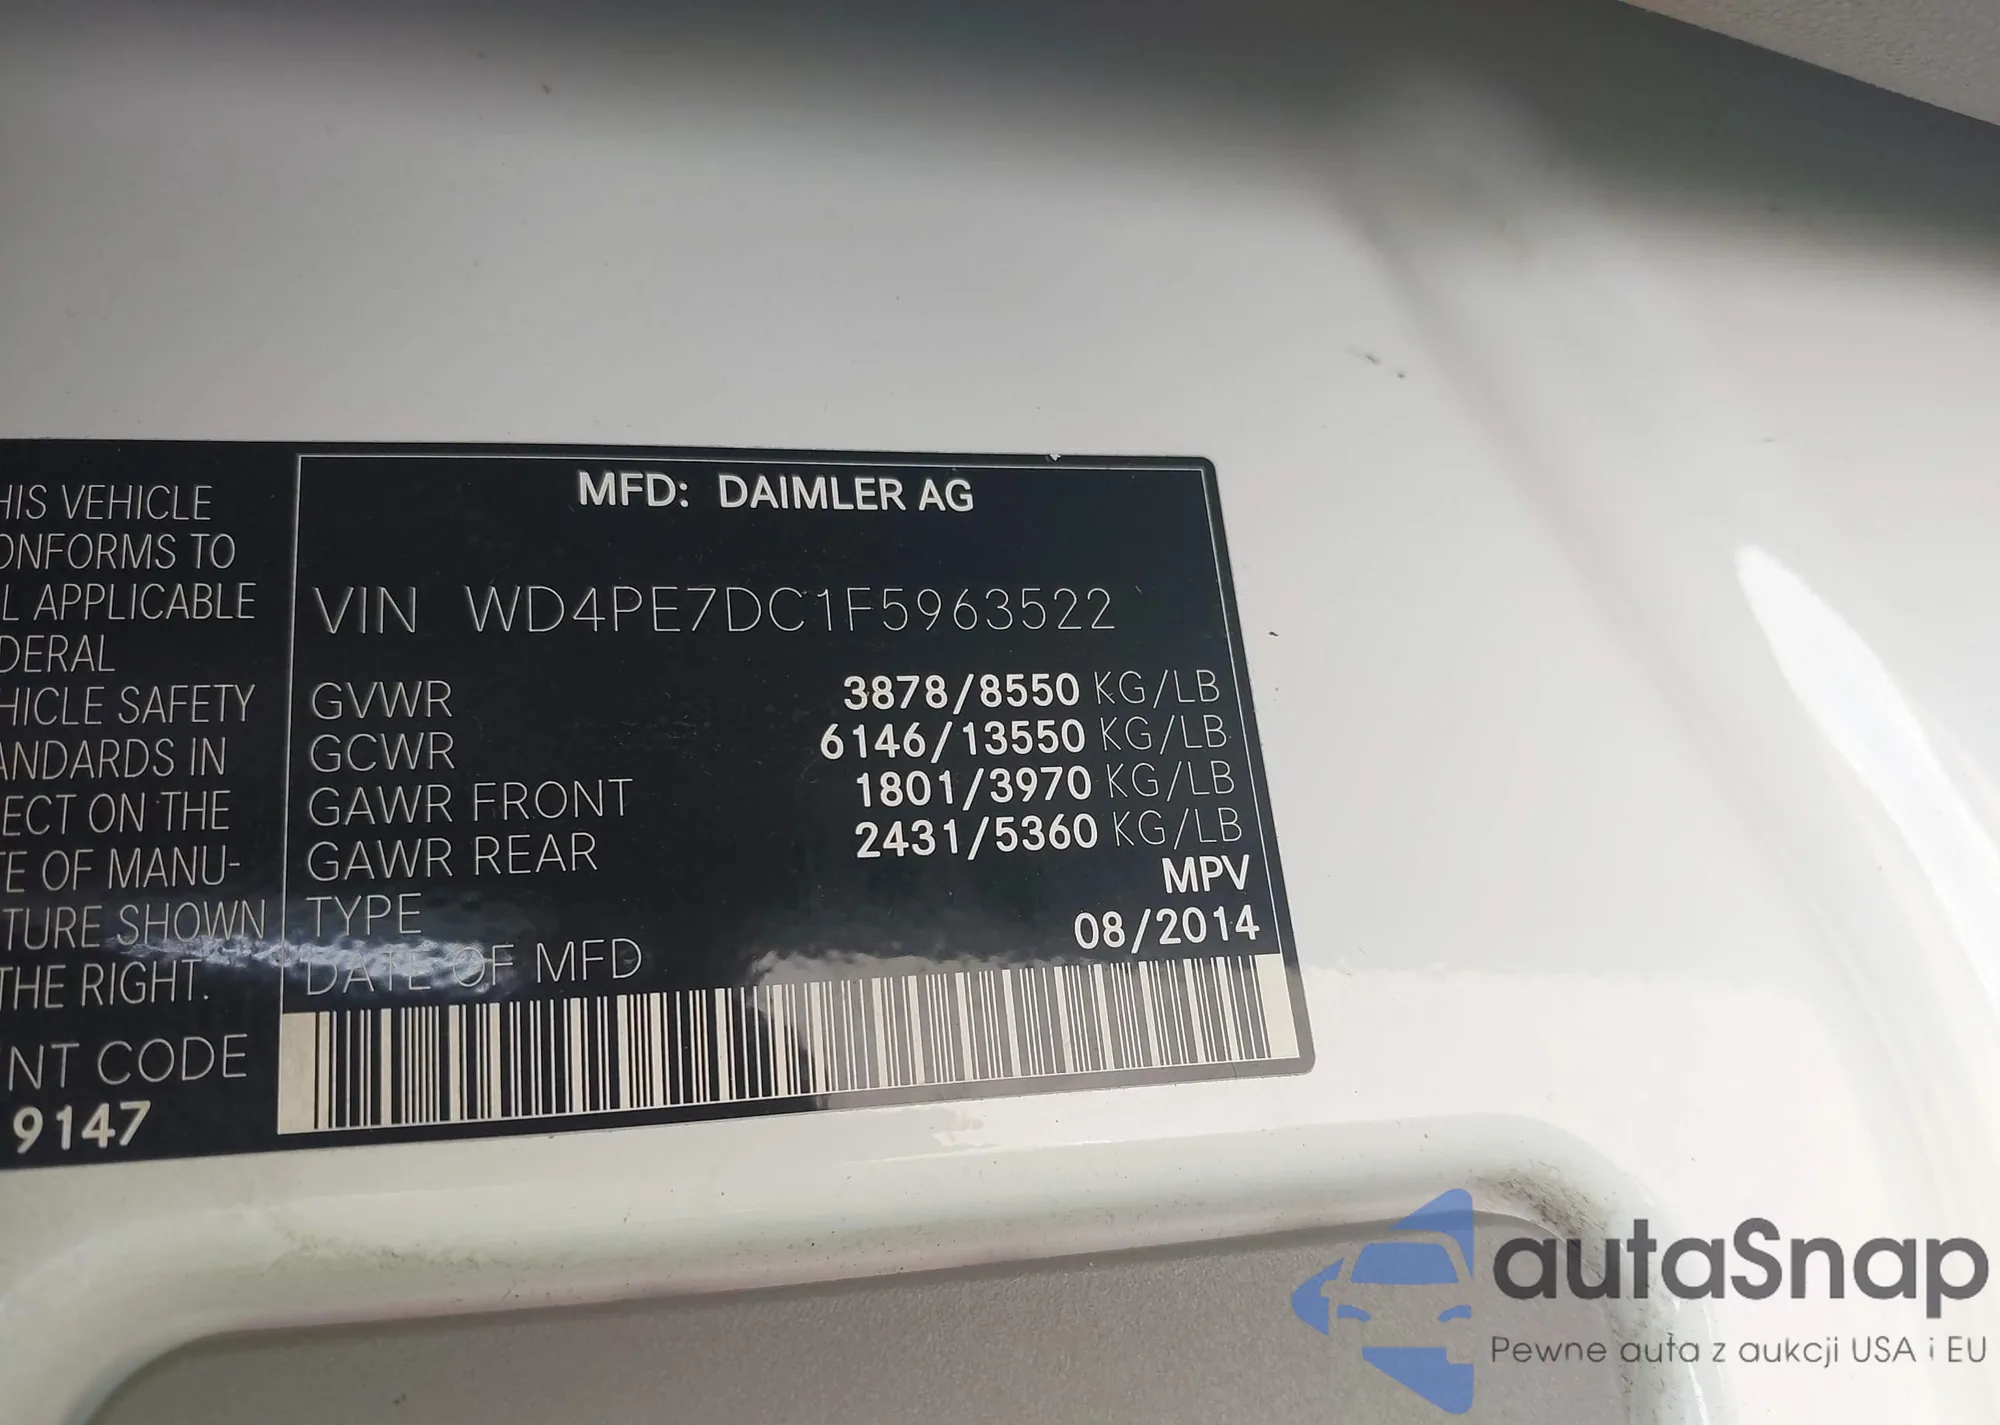 HIS VEHICLE
ONFORMS TO
L APPLICABLE
DERAL
HICLE SAFETY
ANDARDS IN
ECT ON THE
TE OF MANU-
TURE SHOWN
THE RIGHT.
NT CODE
9147
MFD: DAIMLER AG
VIN WD4PE7DC1F5963522
GVWR 3878/8550 KG/LB
GCWR 6146/13550 KG/LB
GAWR FRONT 1801/3970 KG/LB
GAWR REAR 2431/5360 KG/LB
TYPE MPV
DATE OF MFD 08/2014
autaSnap
Pewne auta z aukcji USA i EU